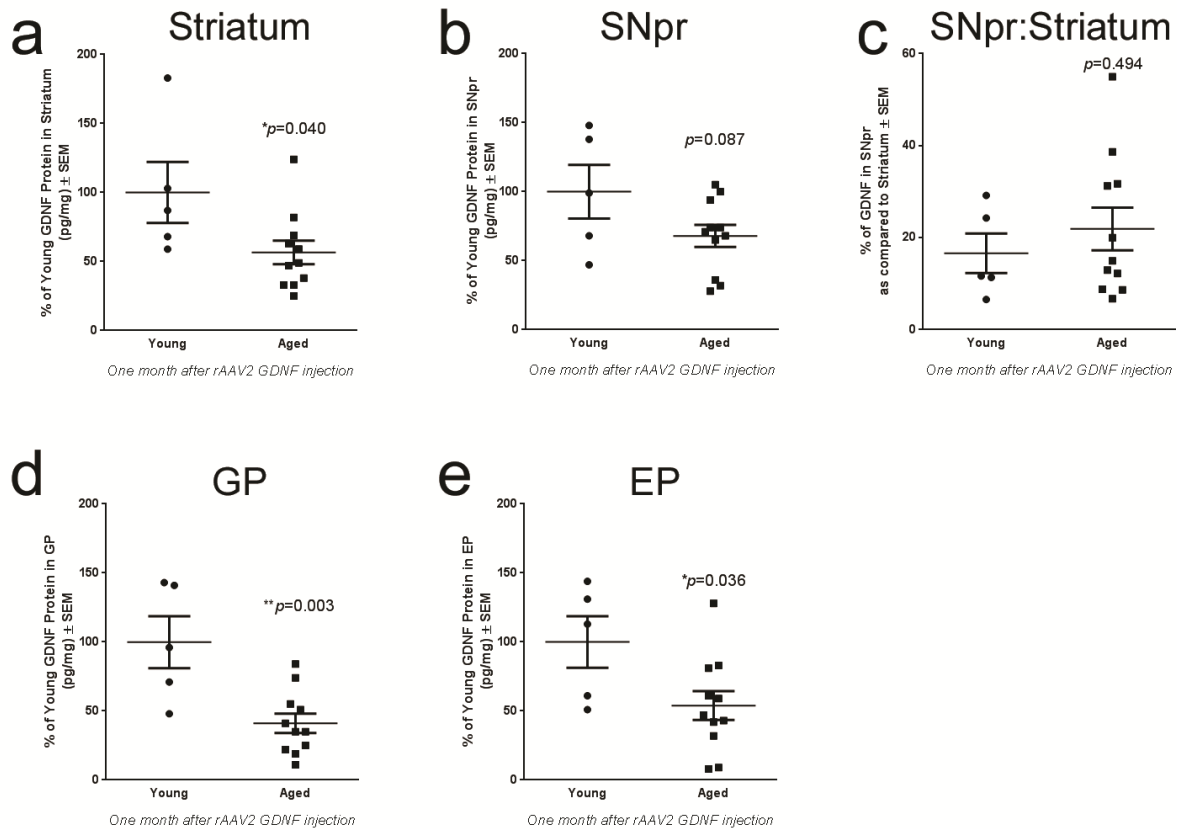 a
Striatum
% of Young GDNF Protein in Striatum
(pg/mg) ± SEM
200
150
100
50
0
*p=0.040
Young
Aged
One month after rAAV2 GDNF injection
b
SNpr
% of Young GDNF Protein in SNpr
(pg/mg) ± SEM
200
150
100
50
0
p=0.087
Young
Aged
One month after rAAV2 GDNF injection
c
SNpr:Striatum
% of GDNF in SNpr
as compared to Striatum ± SEM
60
40
20
0
p=0.494
Young
Aged
One month after rAAV2 GDNF injection
d
GP
% of Young GDNF Protein in GP
(pg/mg) ± SEM
200
150
100
50
0
**p=0.003
Young
Aged
One month after rAAV2 GDNF injection
e
EP
% of Young GDNF Protein in EP
(pg/mg) ± SEM
200
150
100
50
0
*p=0.036
Young
Aged
One month after rAAV2 GDNF injection